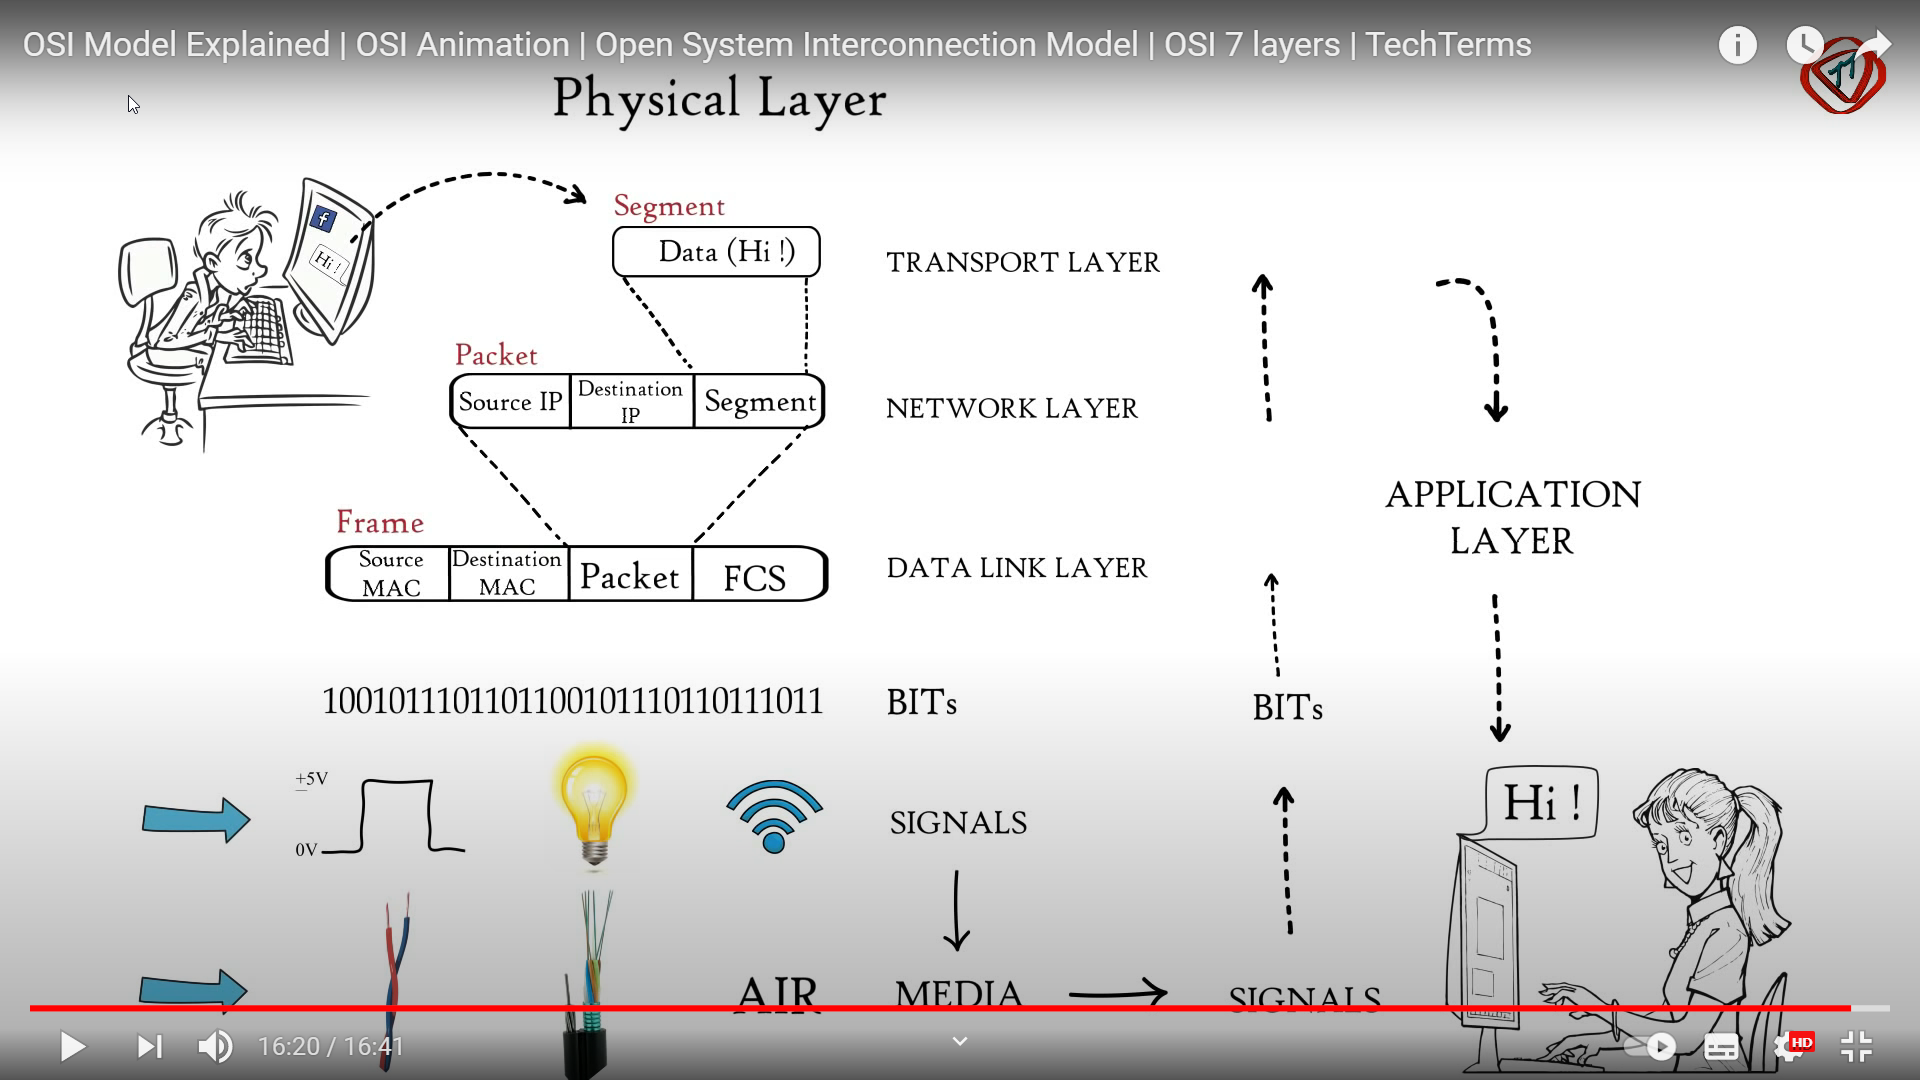 OSI Model Explained | OSI Animation | Open System Interconnection Model | OSI 7 layers | TechTerms
Physical Layer
Hi !
Segment
Data (Hi !)
TRANSPORT LAYER
Packet
Source IP
Destination
IP
Segment
NETWORK LAYER
APPLICATION
LAYER
Frame
Source
MAC
Destination
MAC
Packet
FCS
DATA LINK LAYER
1001011101101100101110110111011
BITs
BITs
+5V
0V
SIGNALS
Hi !
AIR
MEDIA
SIGNALS
16:20 / 16:41
HD